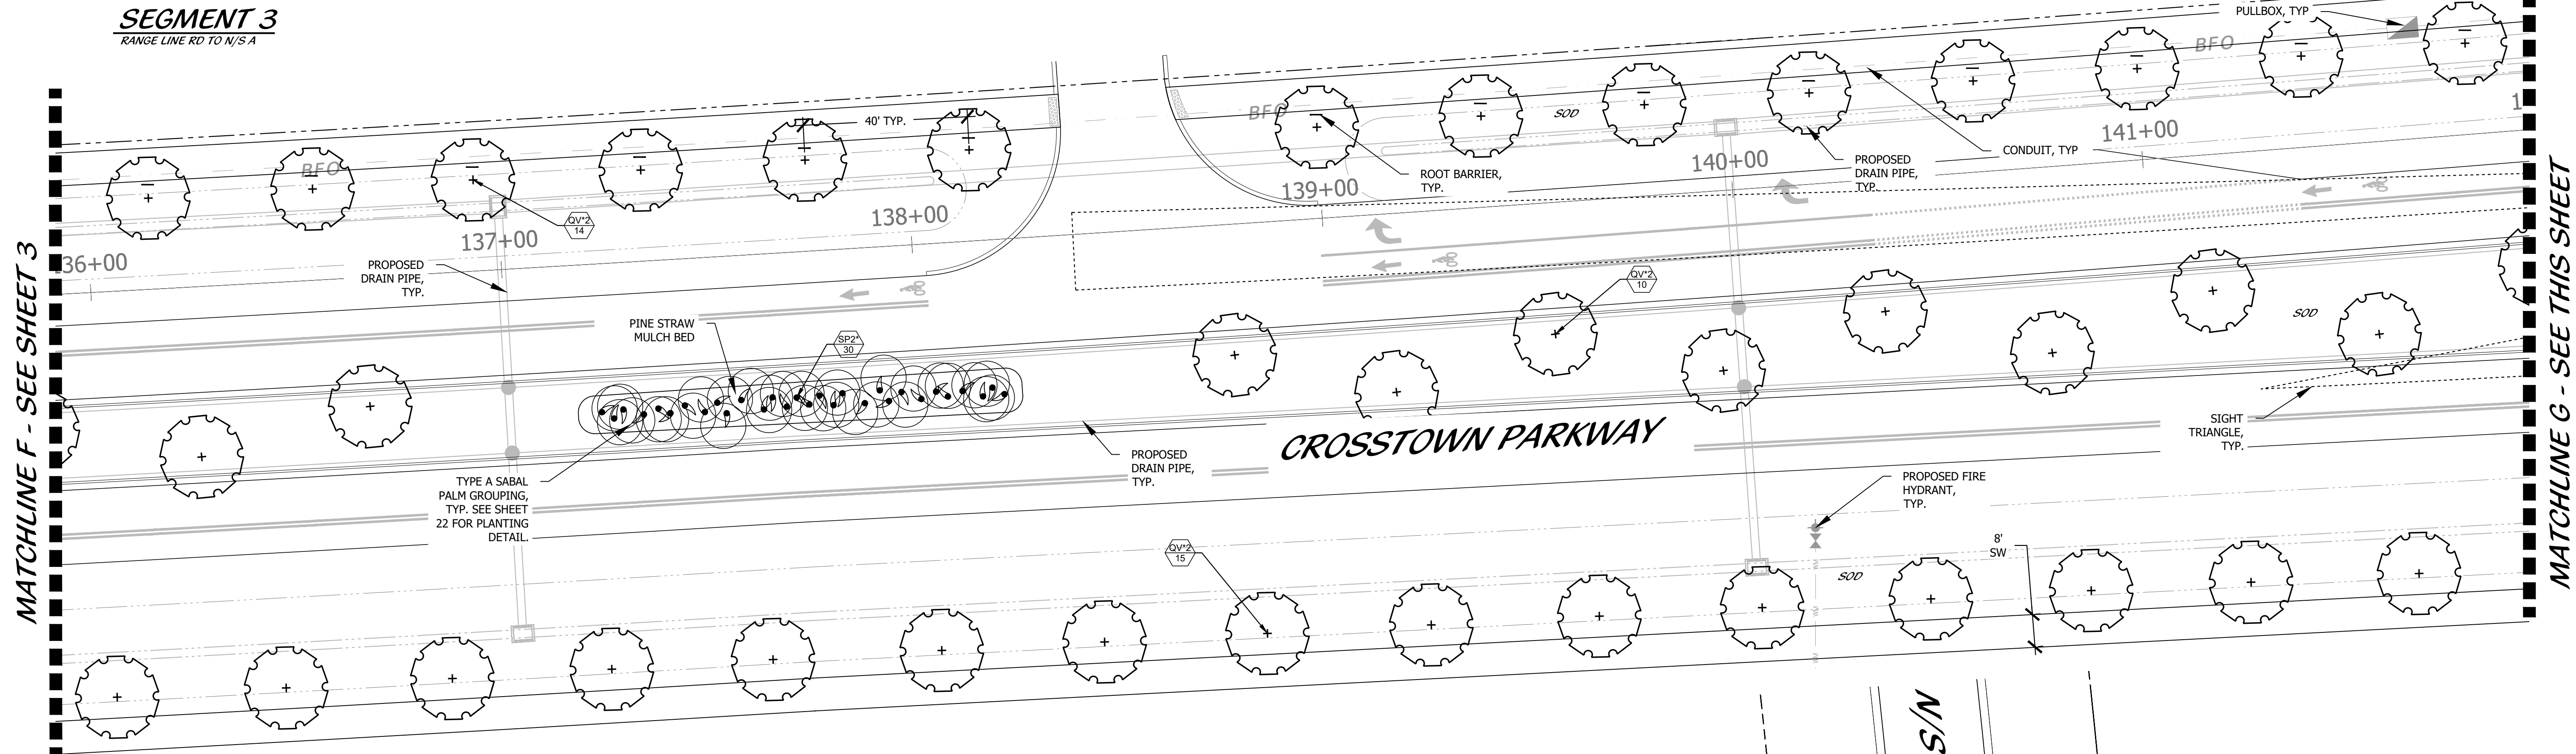 SEGMENT 3
RANGE LINE RD TO N/S A
PULLBOX, TYP
BFO
40' TYP.
BFO
SOD
BFO
141+00
CONDUIT, TYP
140+00
PROPOSED
DRAIN PIPE,
TYP.
ROOT BARRIER,
TYP.
139+00
138+00
QV*2
14
137+00
36+00
PROPOSED
DRAIN PIPE,
TYP.
MATCHLINE F - SEE SHEET 3
MATCHLINE G - SEE THIS SHEET
QV*2
10
PINE STRAW
MULCH BED
SP2*
30
SOD
CROSSTOWN PARKWAY
SIGHT
TRIANGLE,
TYP.
PROPOSED
DRAIN PIPE,
TYP.
TYPE A SABAL
PALM GROUPING,
TYP. SEE SHEET
22 FOR PLANTING
DETAIL.
PROPOSED FIRE
HYDRANT,
TYP.
QV*2
15
8'
SW
SOD
WM
WM
WM
S/N